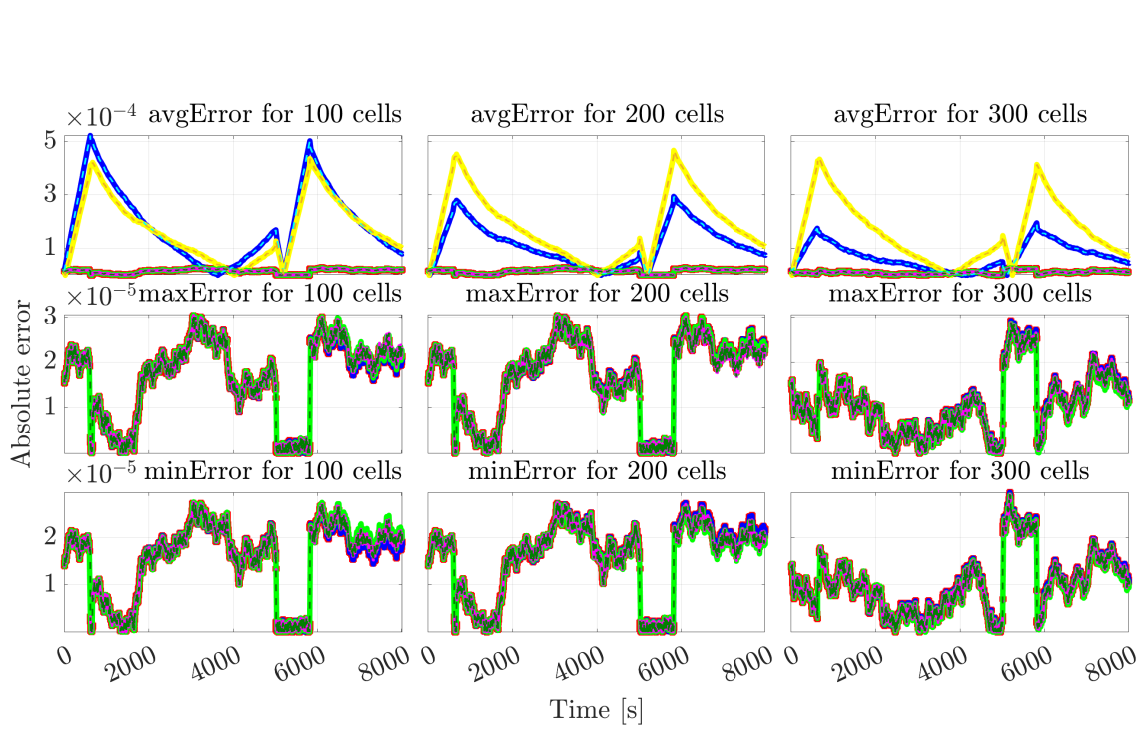 ×10⁻⁴ avgError for 100 cells avgError for 200 cells avgError for 300 cells
5
3
1
×10⁻⁵ maxError for 100 cells maxError for 200 cells maxError for 300 cells
3
2
1
Absolute error
×10⁻⁵ minError for 100 cells minError for 200 cells minError for 300 cells
2
1
0 2000 4000 6000 8000 0 2000 4000 6000 8000 0 2000 4000 6000 8000
Time [s]